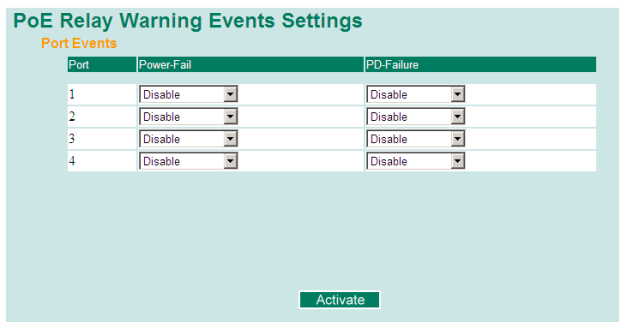 PoE Relay Warning Events Settings
Port Events
Port Power-Fail PD-Failure
1 Disable Disable
2 Disable Disable
3 Disable Disable
4 Disable Disable
Activate